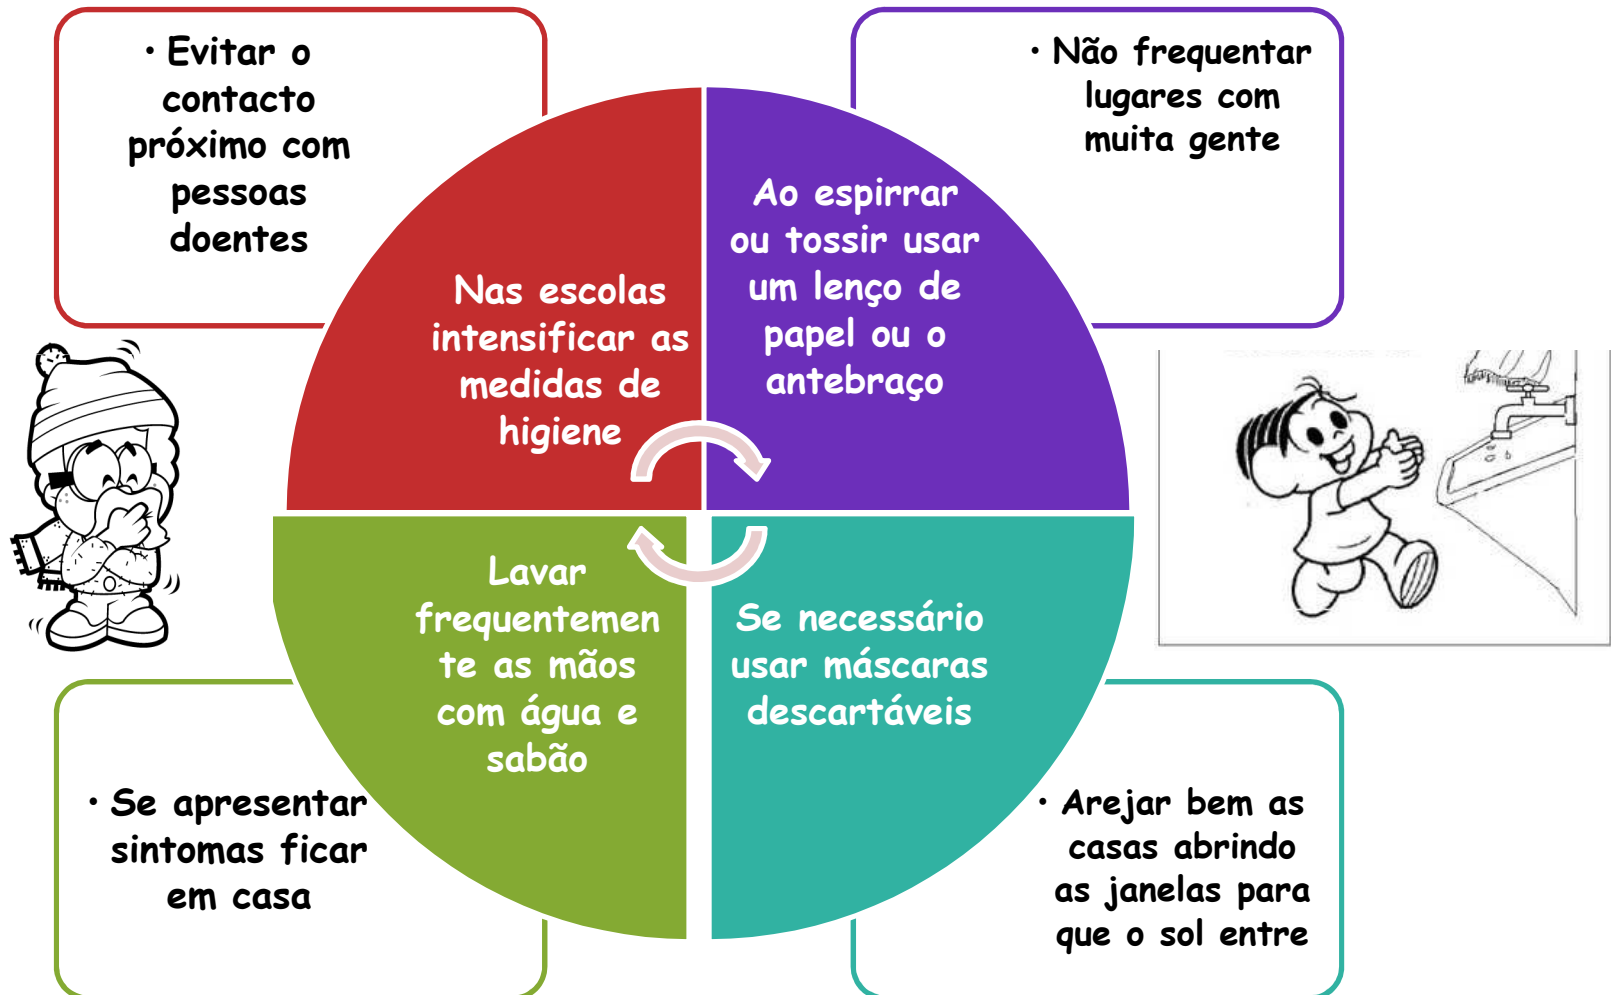 • Evitar o
contacto
próximo com
pessoas
doentes
• Não frequentar
lugares com
muita gente
Nas escolas
intensificar as
medidas de
higiene
Ao espirrar
ou tossir usar
um lenço de
papel ou o
antebraço
Lavar
frequentemen
te as mãos
com água e
sabão
Se necessário
usar máscaras
descartáveis
• Se apresentar
sintomas ficar
em casa
• Arejar bem as
casas abrindo
as janelas para
que o sol entre